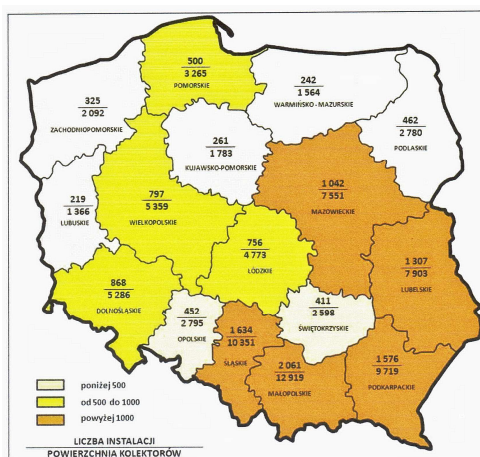 500
3 265
POMORSKIE
242
1 564
WARMIŃSKO - MAZURSKIE
325
2 092
ZACHODNIOPOMORSKIE
462
2 780
PODLASKIE
261
1 783
KUJAWSKO-POMORSKIE
219
1 366
LUBUSKIE
797
5 359
WIELKOPOLSKIE
1 042
7 551
MAZOWIECKIE
756
4 773
ŁÓDZKIE
1 307
7 903
LUBELSKIE
868
5 286
DOLNOŚLĄSKIE
452
2 795
OPOLSKIE
411
2 598
ŚWIĘTOKRZYSKIE
1 634
10 351
ŚLĄSKIE
2 061
12 919
MAŁOPOLSKIE
1 576
9 719
PODKARPACKIE
poniżej 500
od 500 do 1000
powyżej 1000
LICZBA INSTALACJI
POWIERZCHNIA KOLEKTORÓW